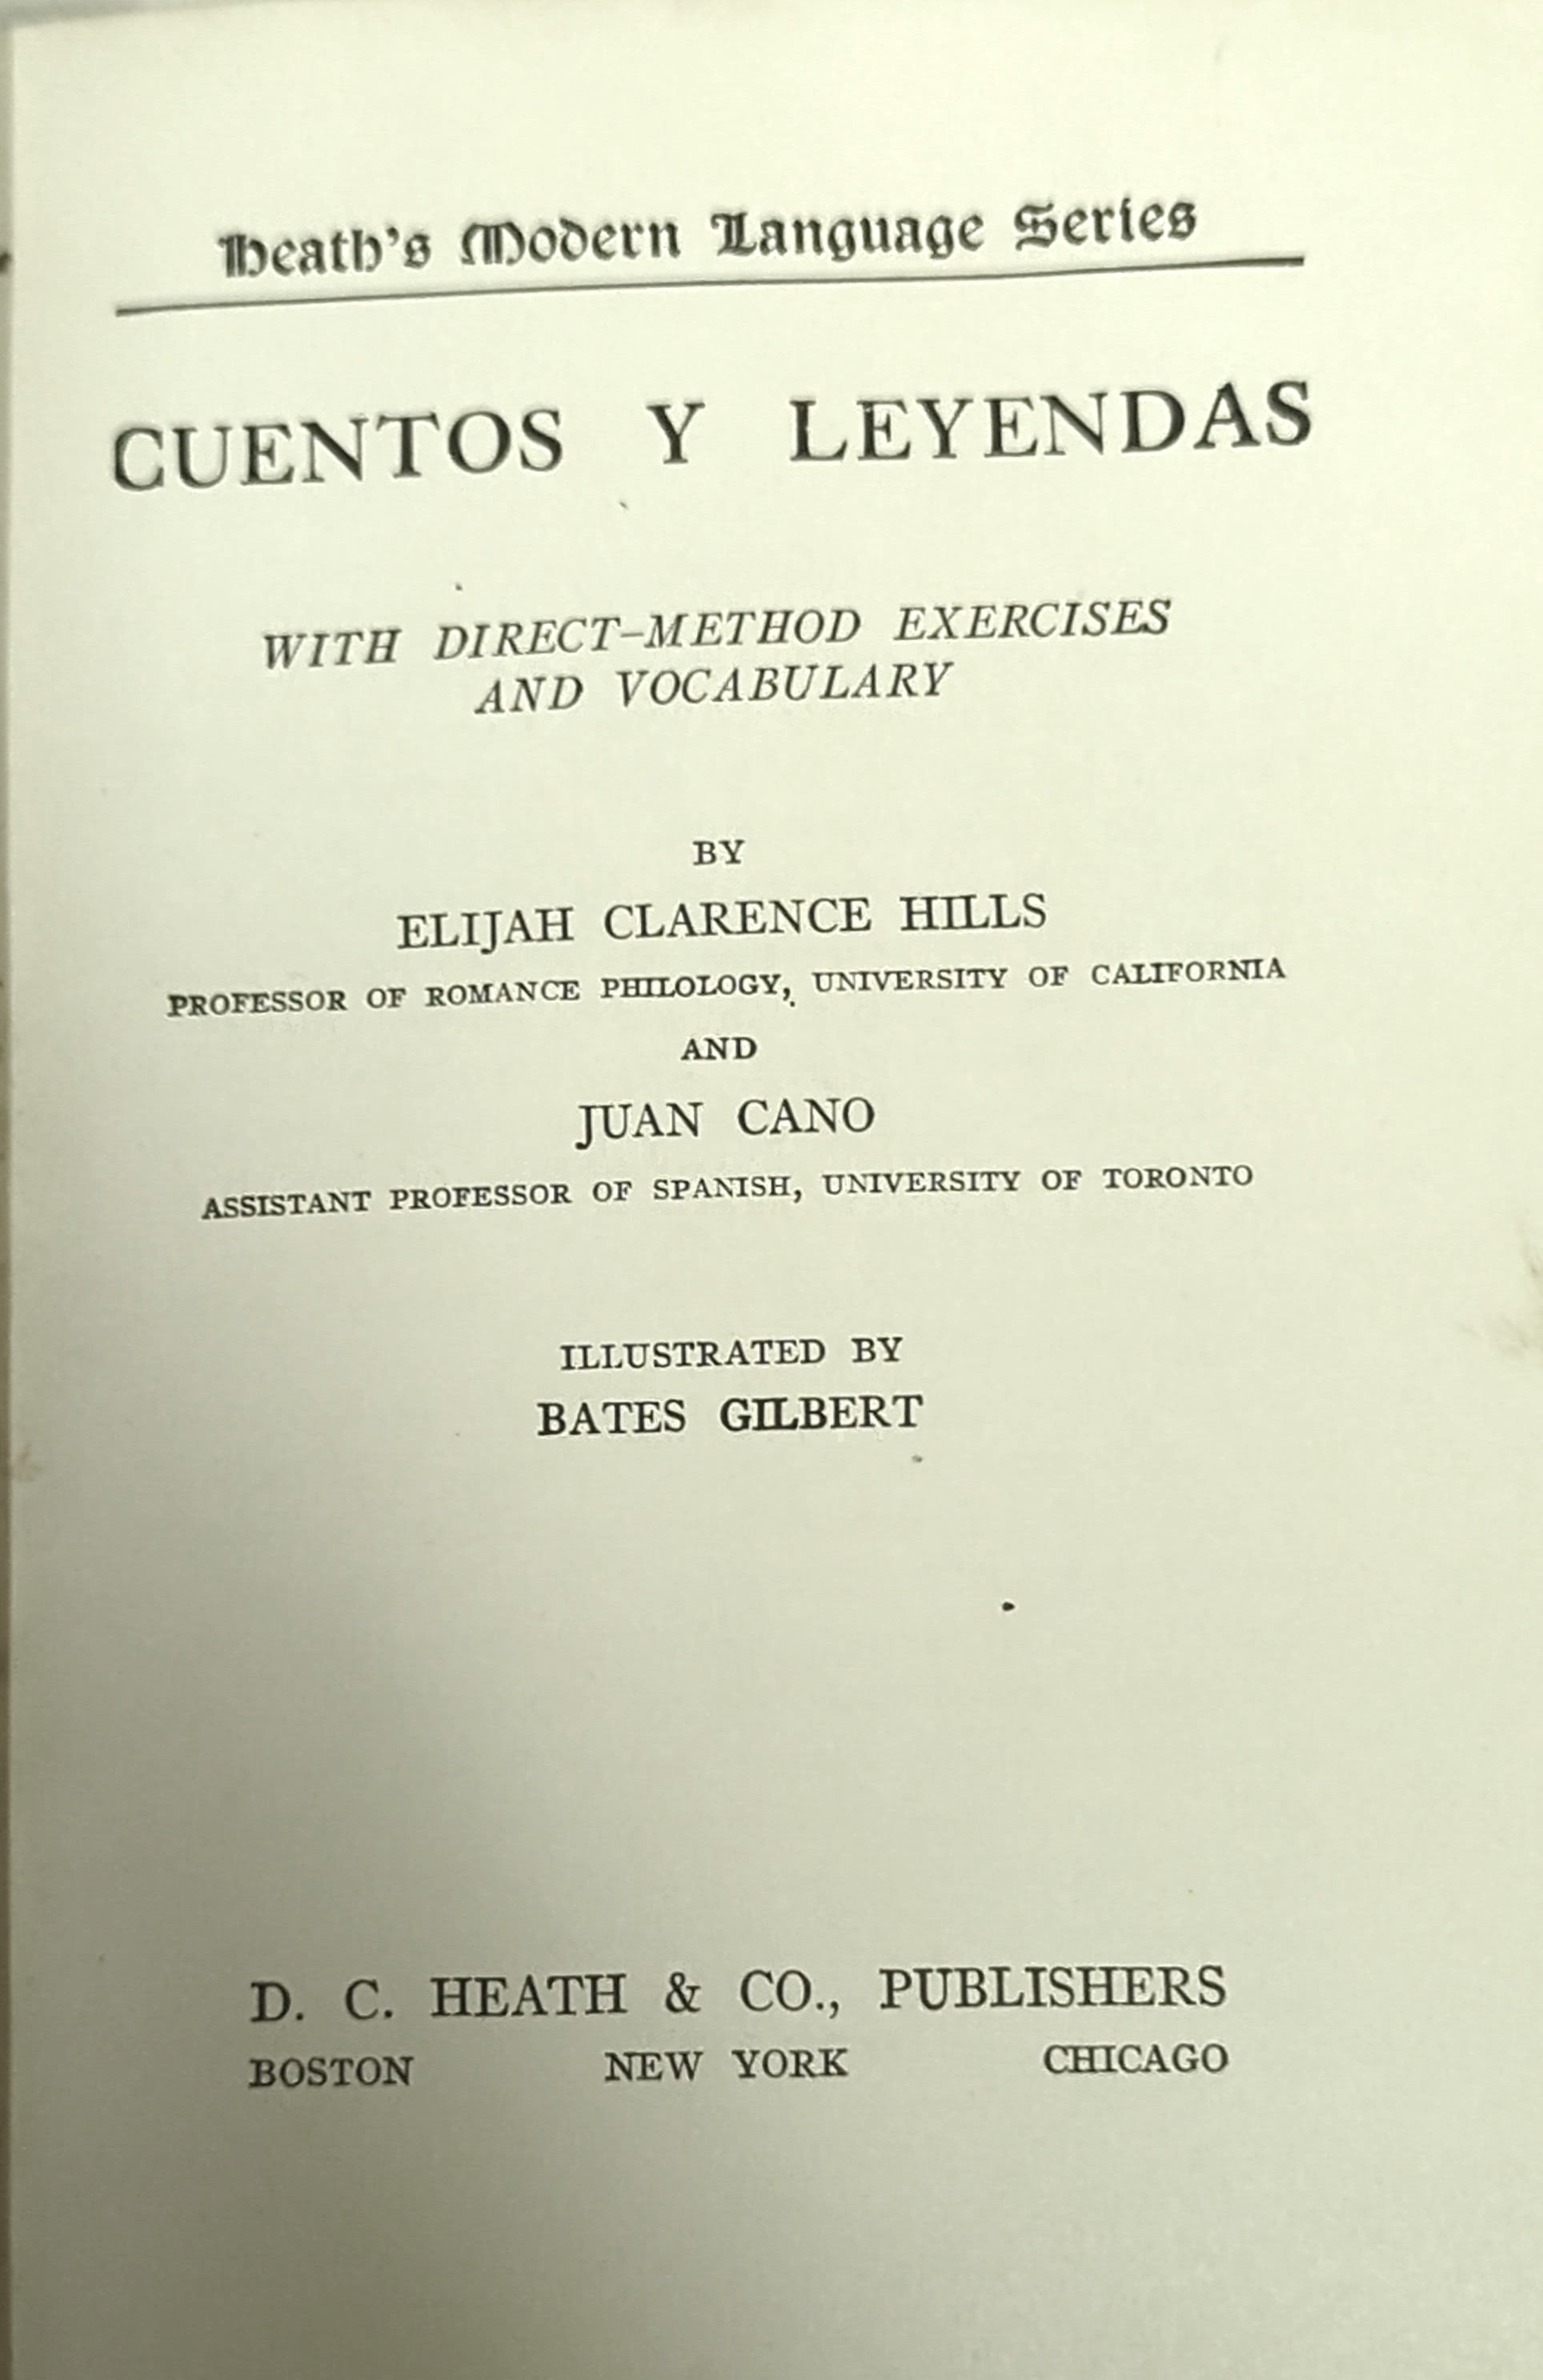 Heath's Modern Language Series
CUENTOS Y LEYENDAS
WITH DIRECT-METHOD EXERCISES
AND VOCABULARY
BY
ELIJAH CLARENCE HILLS
PROFESSOR OF ROMANCE PHILOLOGY, UNIVERSITY OF CALIFORNIA
AND
JUAN CANO
ASSISTANT PROFESSOR OF SPANISH, UNIVERSITY OF TORONTO
ILLUSTRATED BY
BATES GILBERT
D. C. HEATH & CO., PUBLISHERS
BOSTON NEW YORK CHICAGO